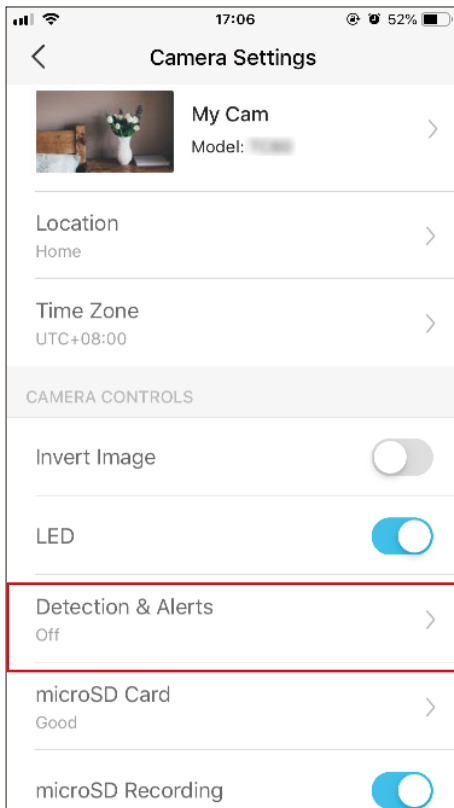 17:06
52%
Camera Settings
My Cam
Model:
Location
Home
Time Zone
UTC+08:00
CAMERA CONTROLS
Invert Image
LED
Detection & Alerts
Off
microSD Card
Good
microSD Recording